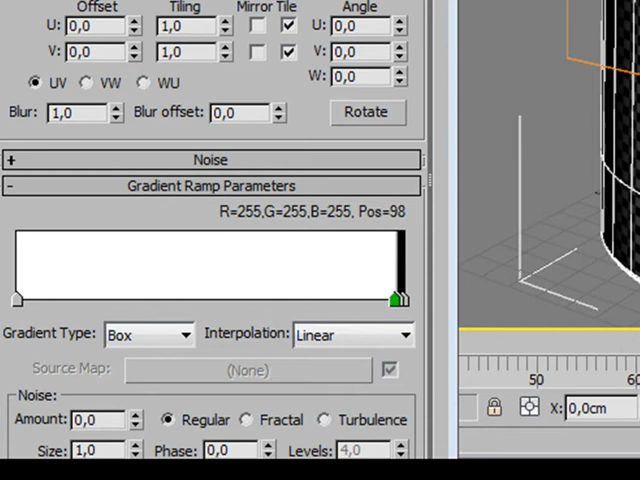 Offset Tiling Mirror Tile Angle
U: 0,0 1,0 U: 0,0
V: 0,0 1,0 V: 0,0
W: 0,0
UV VW WU
Blur: 1,0 Blur offset: 0,0 Rotate
+ Noise
- Gradient Ramp Parameters
R=255,G=255,B=255, Pos=98
Gradient Type: Box Interpolation: Linear
Source Map: (None)
50 60
X: 0,0cm
Noise:
Amount: 0,0 Regular Fractal Turbulence
Size: 1,0 Phase: 0,0 Levels: 4,0